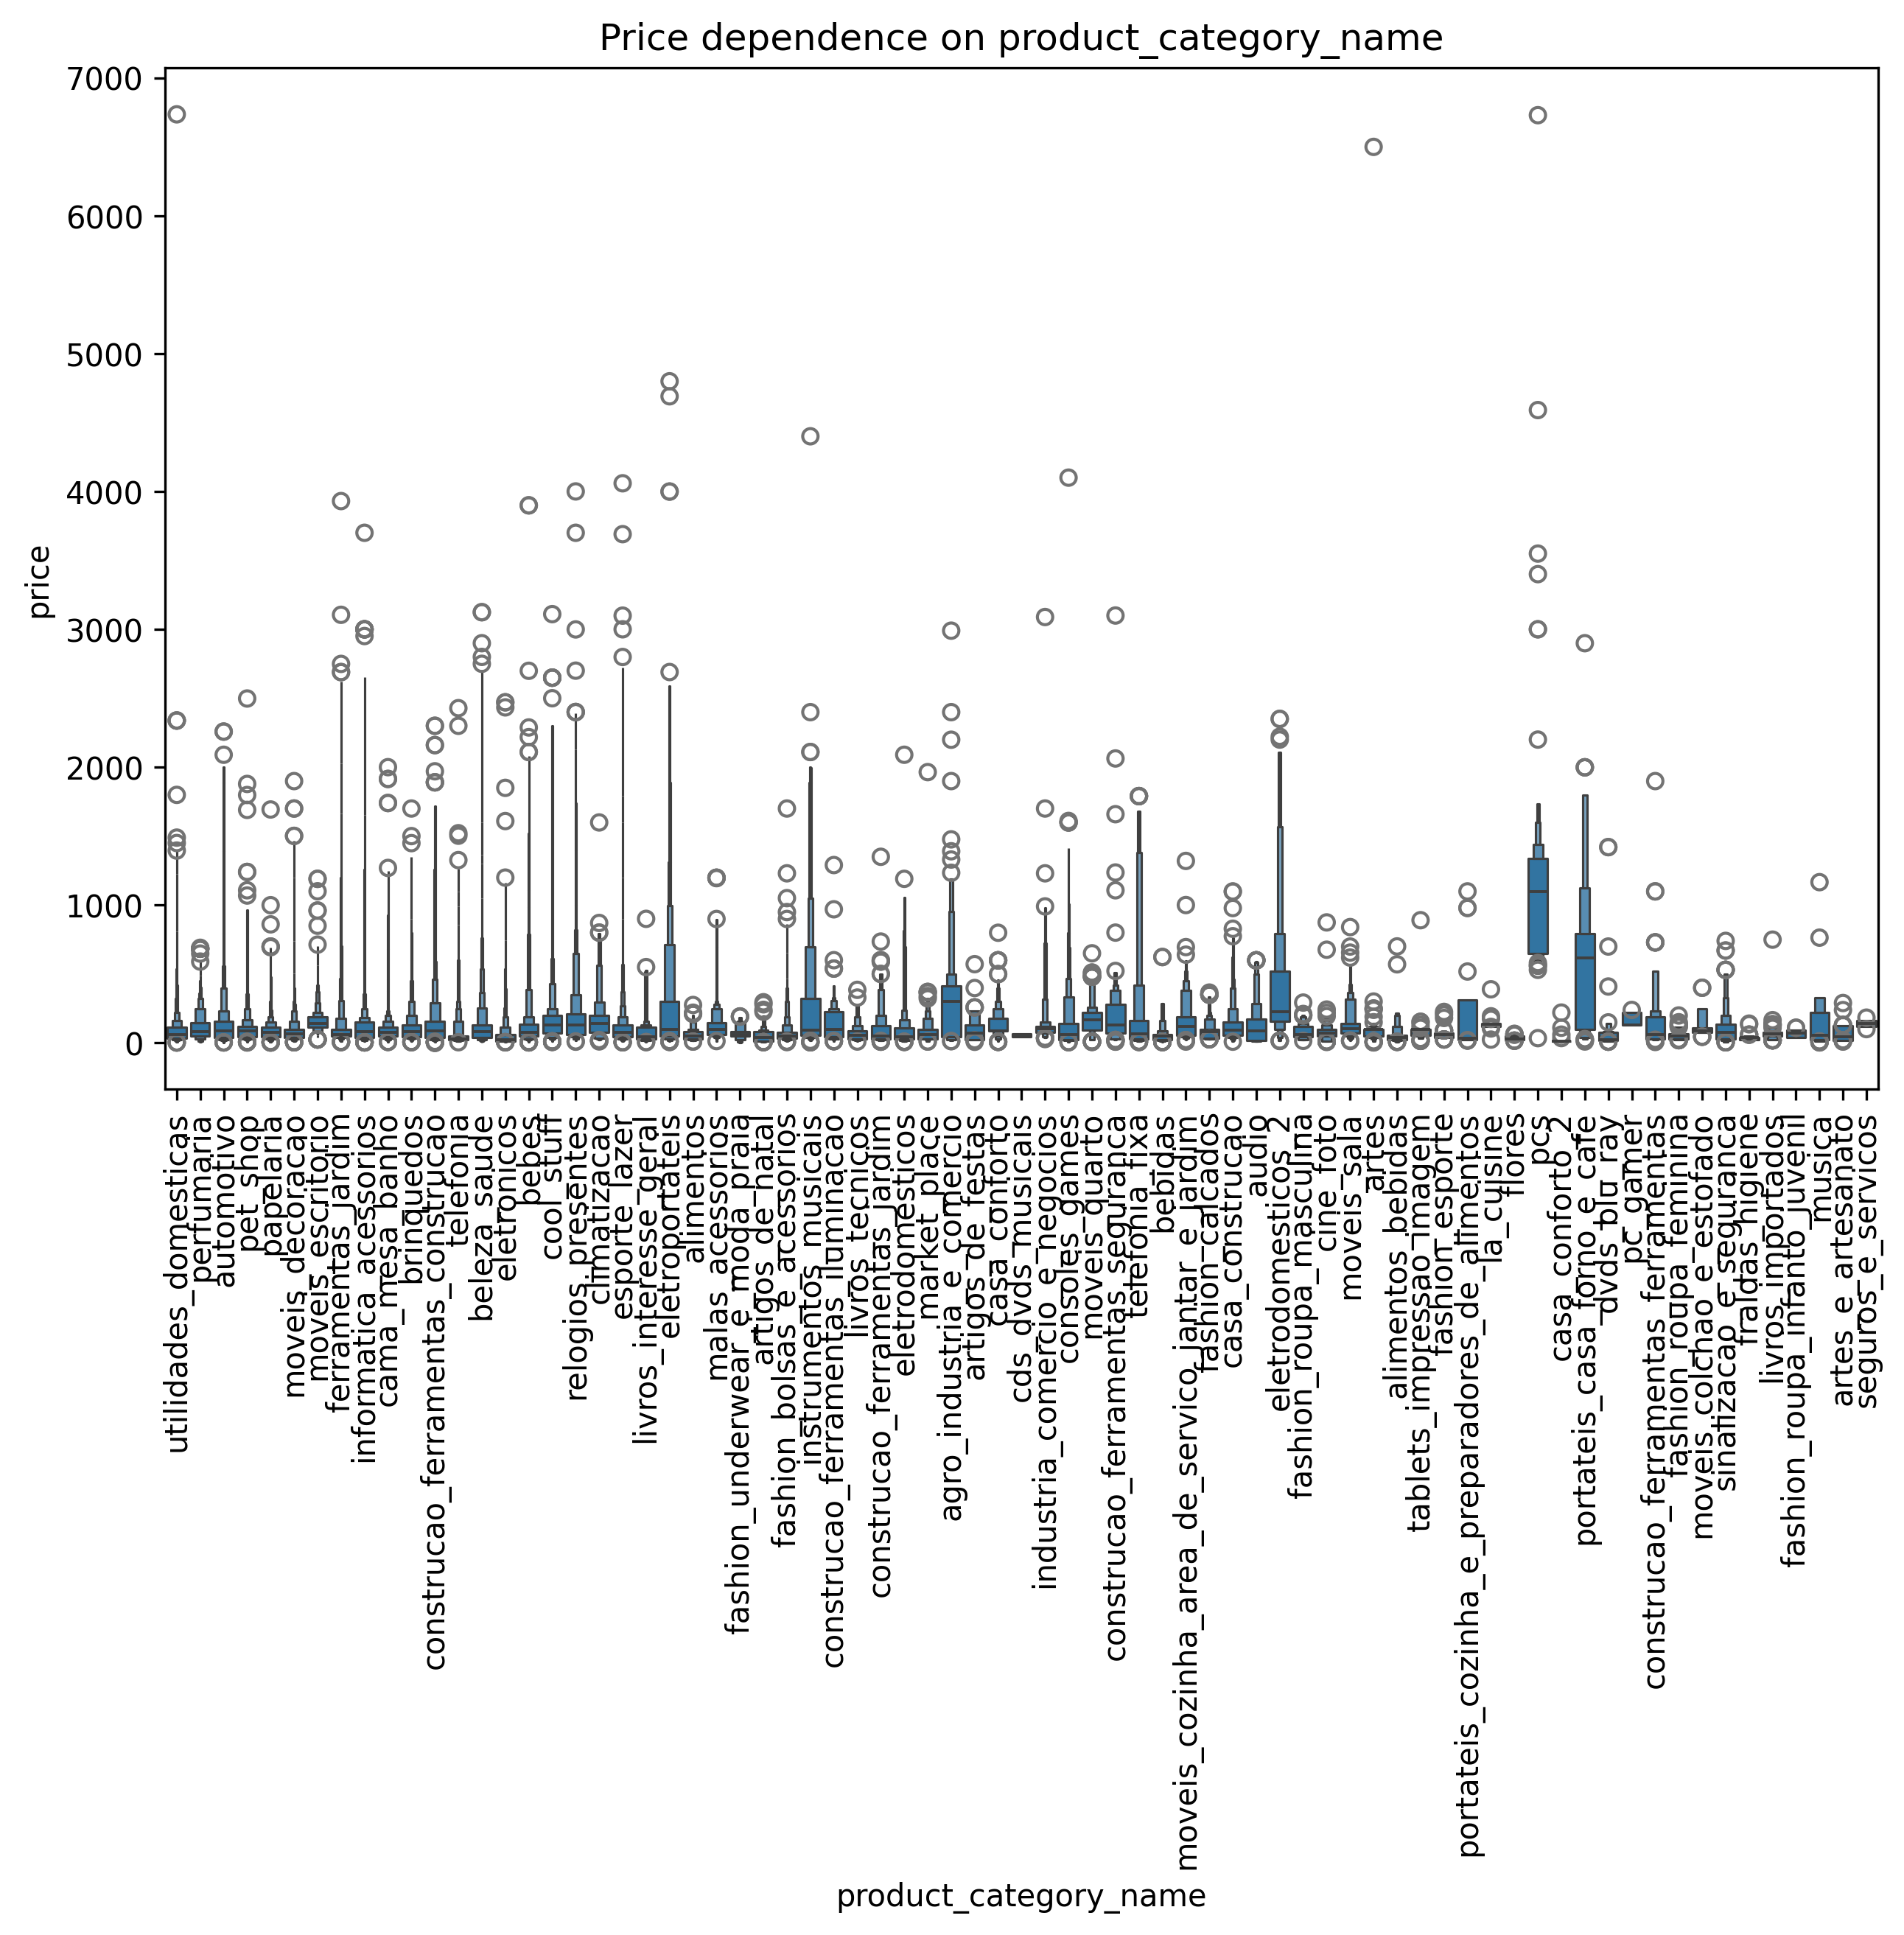 Price dependence on product_category_name
7000
6000
5000
4000
3000
2000
1000
0
price
utilidades_domesticas
perfumaria
automotivo
pet_shop
papelaria
moveis_decoracao
moveis_escritorio
ferramentas_jardim
informatica_acessorios
cama_mesa_banho
brinquedos
construcao_ferramentas_construcao
telefonia
beleza_saude
eletronicos
bebes
cool_stuff
relogios_presentes
climatizacao
esporte_lazer
livros_interesse_geral
eletroportateis
alimentos
malas_acessorios
fashion_underwear_e_moda_praia
artigos_de_natal
fashion_bolsas_e_acessorios
instrumentos_musicais
construcao_ferramentas_iluminacao
livros_tecnicos
construcao_ferramentas_jardim
eletrodomesticos
market_place
agro_industria_e_comercio
artigos_de_festas
casa_conforto
cds_dvds_musicais
industria_comercio_e_negocios
consoles_games
moveis_quarto
construcao_ferramentas_seguranca
telefonia_fixa
bebidas
moveis_cozinha_area_de_servico_jantar_e_jardim
fashion_calcados
casa_construcao
audio
eletrodomesticos_2
fashion_roupa_masculina
cine_foto
moveis_sala
artes
alimentos_bebidas
tablets_impressao_imagem
fashion_esporte
portateis_cozinha_e_preparadores_de_alimentos
la_cuisine
flores
pcs
casa_conforto_2
portateis_casa_forno_e_cafe
dvds_blu_ray
pc_gamer
construcao_ferramentas_ferramentas
fashion_roupa_feminina
moveis_colchao_e_estofado
sinalizacao_e_seguranca
fraldas_higiene
livros_importados
fashion_roupa_infanto_juvenil
musica
artes_e_artesanato
seguros_e_servicos
product_category_name